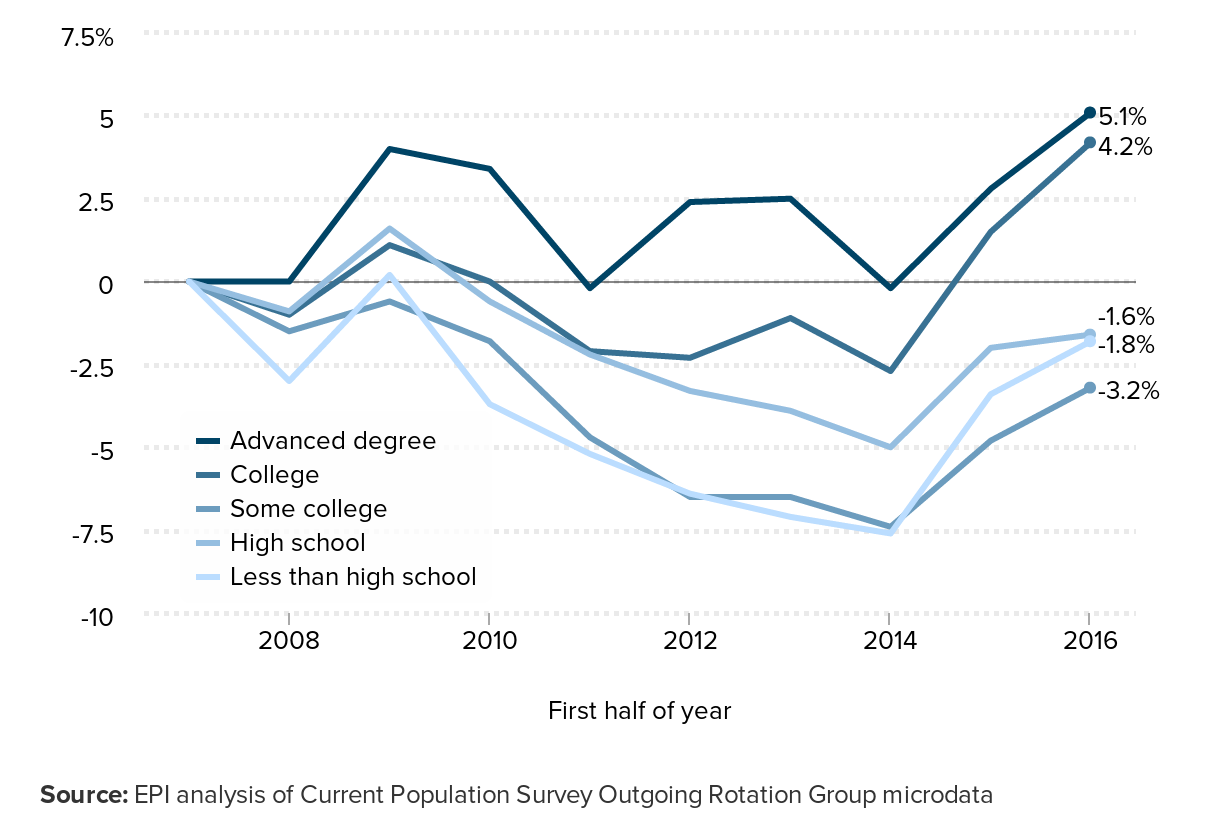 7.5%
5
5.1%
4.2%
2.5
0
-1.6%
-1.8%
-2.5
-3.2%
Advanced degree
-5
College
Some college
-7.5
High school
Less than high school
-10
2008 2010 2012 2014 2016
First half of year
Source: EPI analysis of Current Population Survey Outgoing Rotation Group microdata